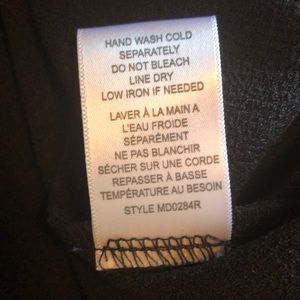 HAND WASH COLD
SEPARATELY
DO NOT BLEACH
LINE DRY
LOW IRON IF NEEDED
LAVER À LA MAIN A
L'EAU FROIDE
SÉPARÉMENT
NE PAS BLANCHIR
SÉCHER SUR UNE CORDE
REPASSER À BASSE
TEMPÉRATURE AU BESOIN
STYLE MD0284R